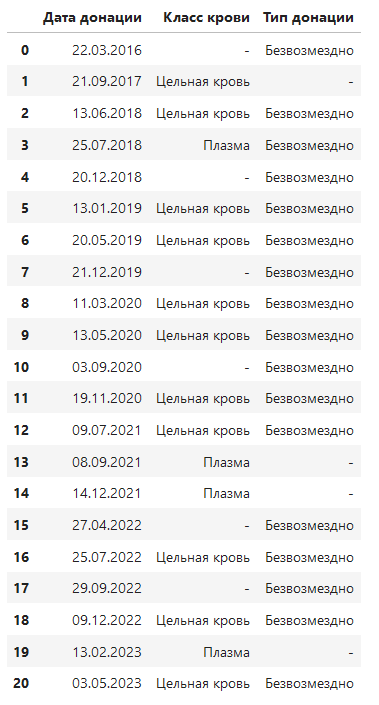 Дата донации Класс крови Тип донации
0 22.03.2016 - Безвозмездно
1 21.09.2017 Цельная кровь -
2 13.06.2018 Цельная кровь Безвозмездно
3 25.07.2018 Плазма Безвозмездно
4 20.12.2018 - Безвозмездно
5 13.01.2019 Цельная кровь Безвозмездно
6 20.05.2019 Цельная кровь Безвозмездно
7 21.12.2019 - Безвозмездно
8 11.03.2020 Цельная кровь Безвозмездно
9 13.05.2020 Цельная кровь Безвозмездно
10 03.09.2020 - Безвозмездно
11 19.11.2020 Цельная кровь Безвозмездно
12 09.07.2021 Цельная кровь Безвозмездно
13 08.09.2021 Плазма -
14 14.12.2021 Плазма -
15 27.04.2022 - Безвозмездно
16 25.07.2022 Цельная кровь Безвозмездно
17 29.09.2022 - Безвозмездно
18 09.12.2022 Цельная кровь Безвозмездно
19 13.02.2023 Плазма -
20 03.05.2023 Цельная кровь Безвозмездно